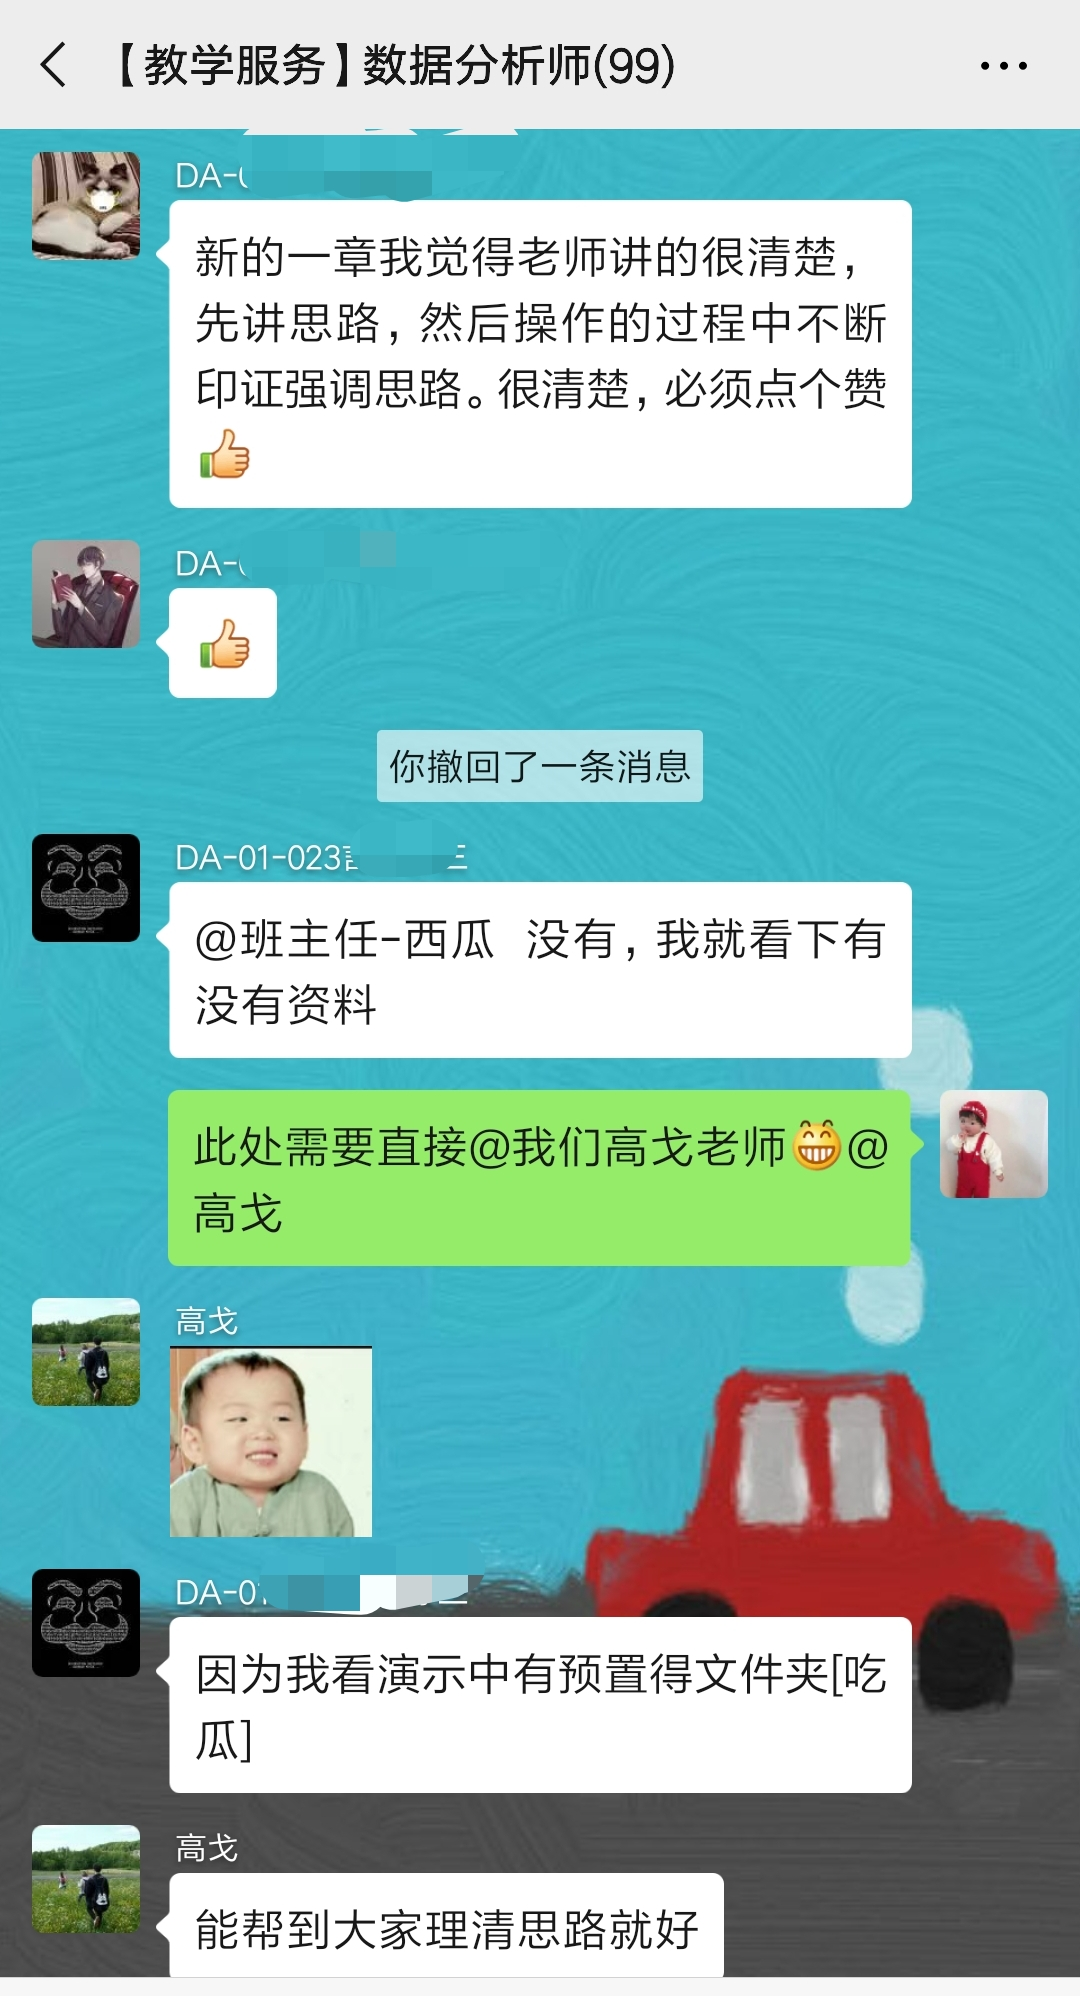 【教学服务】数据分析师(99)
DA-
新的一章我觉得老师讲的很清楚，
先讲思路，然后操作的过程中不断
印证强调思路。很清楚，必须点个赞
👍
DA-
👍
你撤回了一条消息
DA-01-023
@班主任-西瓜 没有，我就看下有
没有资料
此处需要直接@我们高戈老师😁@
高戈
高戈
DA-0
因为我看演示中有预置得文件夹[吃
瓜]
高戈
能帮到大家理清思路就好